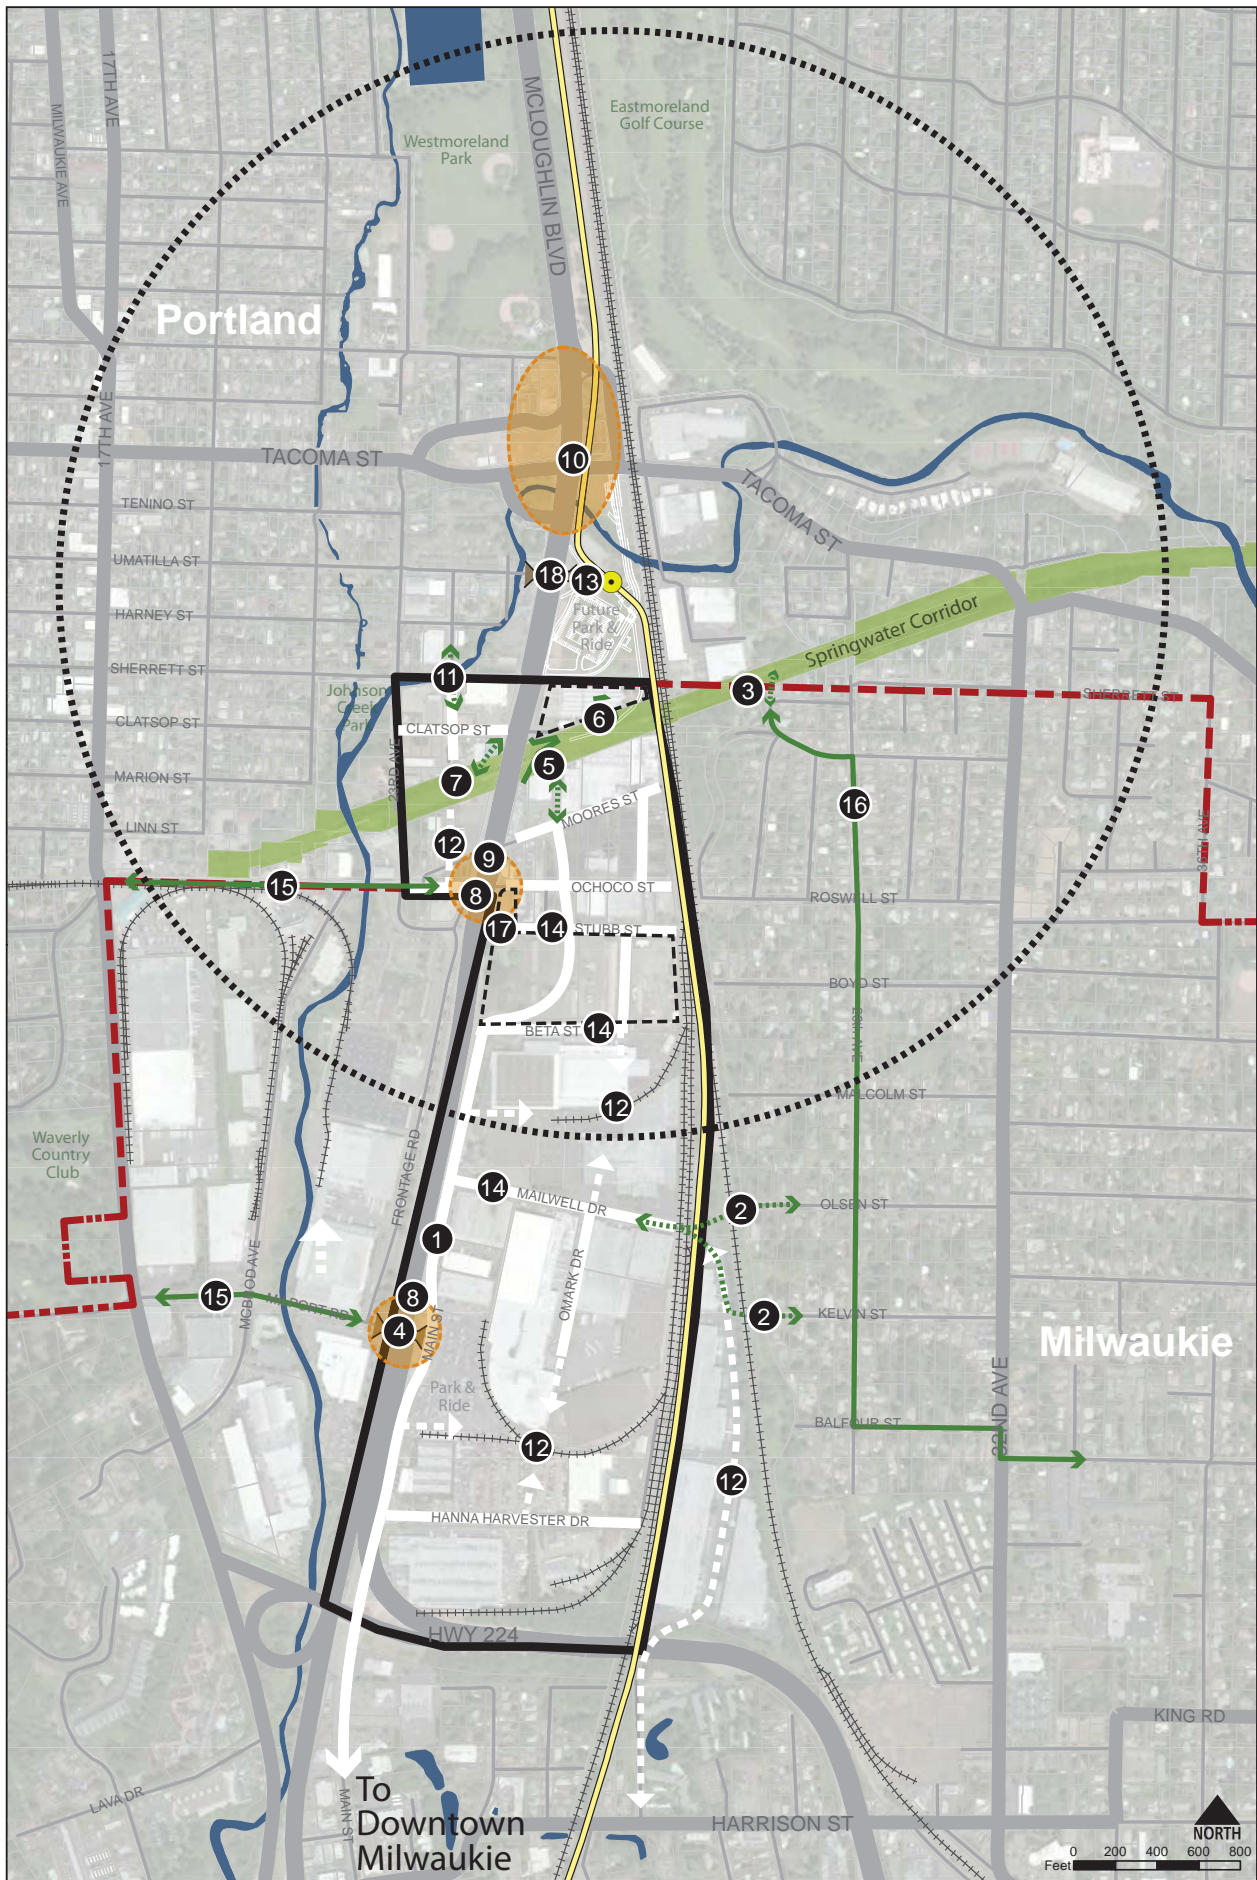 17TH AVE
MILWAUKIE AVE
MCLOUGHLIN BLVD
Eastmoreland
Golf Course
Westmoreland
Park
Portland
17TH AVE
TACOMA ST
10
TACOMA ST
TENINO ST
UMATILLA ST
18
13
Future
Park &
Ride
HARNEY ST
Springwater Corridor
SHERRETT ST
11
3
SHERRETT ST
Johnson
Creek
Park
6
CLATSOP ST
CLATSOP ST
23RD AVE
5
MARION ST
7
MOORES ST
16
LINN ST
12
9
36TH AVE
15
8
OCHOCO ST
ROSWELL ST
17
14
STUBB ST
BOYD ST
BETA ST
14
29TH AVE
MALCOLM ST
12
Waverly
Country
Club
FRONTAGE RD
14
MAILWELL DR
2
OLSEN ST
1
OMARK DR
15
MCBROD AVE
MILPORT RD
8
4
MAIN ST
2
KELVIN ST
Milwaukie
Park &
Ride
32ND AVE
BALFOUR ST
12
12
HANNA HARVESTER DR
HWY 224
KING RD
LAVA DR
MAIN ST
To
Downtown
Milwaukie
HARRISON ST
NORTH
0 200 400 600 800
Feet